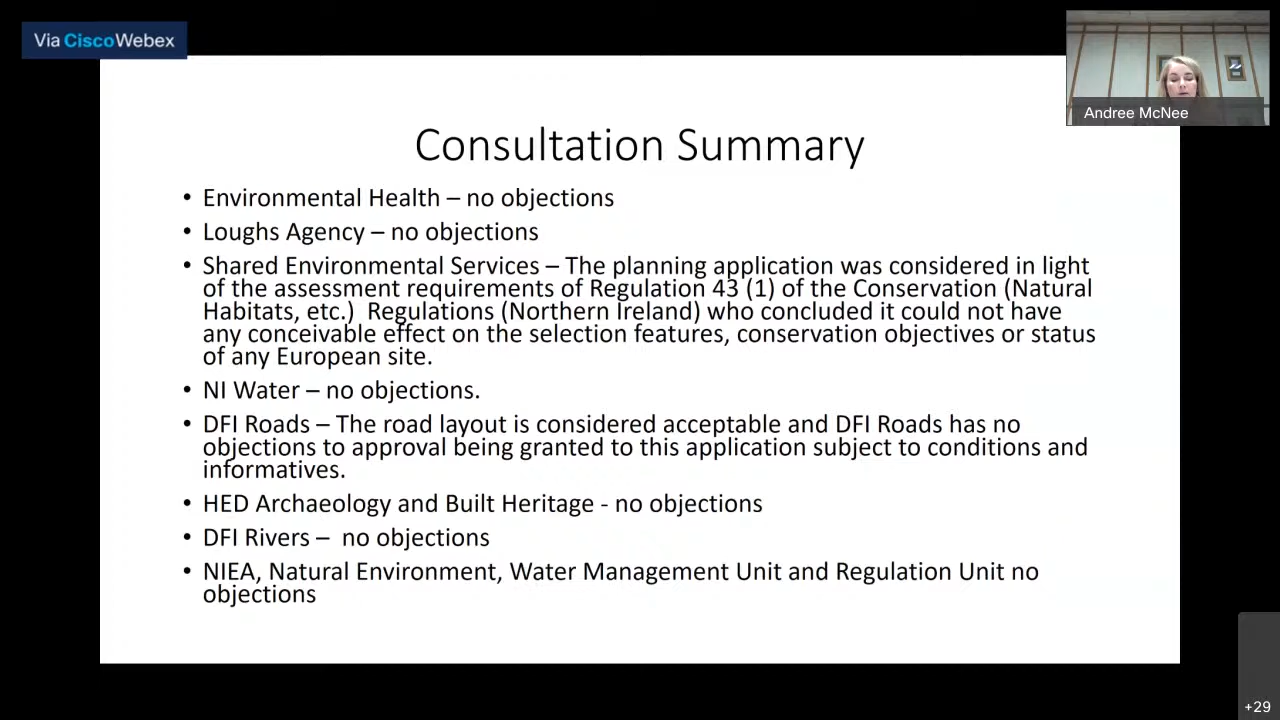 Via CiscoWebex
Andree McNee
Consultation Summary
• Environmental Health – no objections
• Loughs Agency – no objections
• Shared Environmental Services – The planning application was considered in light
of the assessment requirements of Regulation 43 (1) of the Conservation (Natural
Habitats, etc.)  Regulations (Northern Ireland) who concluded it could not have
any conceivable effect on the selection features, conservation objectives or status
of any European site.
• NI Water – no objections.
• DFI Roads – The road layout is considered acceptable and DFI Roads has no
objections to approval being granted to this application subject to conditions and
informatives.
• HED Archaeology and Built Heritage - no objections
• DFI Rivers –  no objections
• NIEA, Natural Environment, Water Management Unit and Regulation Unit no
objections
+29